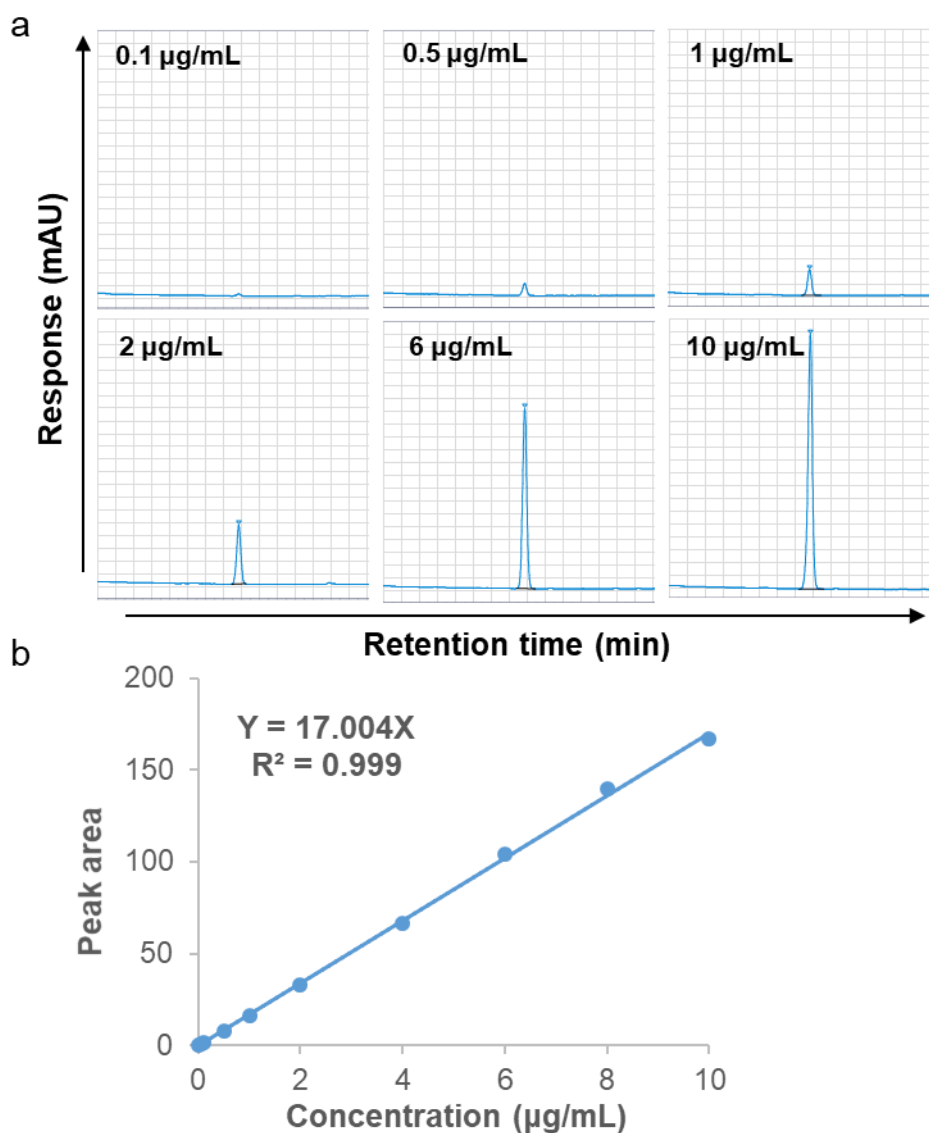 a
0.1 µg/mL
0.5 µg/mL
1 µg/mL
Response (mAU)
2 µg/mL
6 µg/mL
10 µg/mL
Retention time (min)
b
Y = 17.004X
R² = 0.999
200
150
100
50
0
Peak area
0 2 4 6 8 10
Concentration (µg/mL)